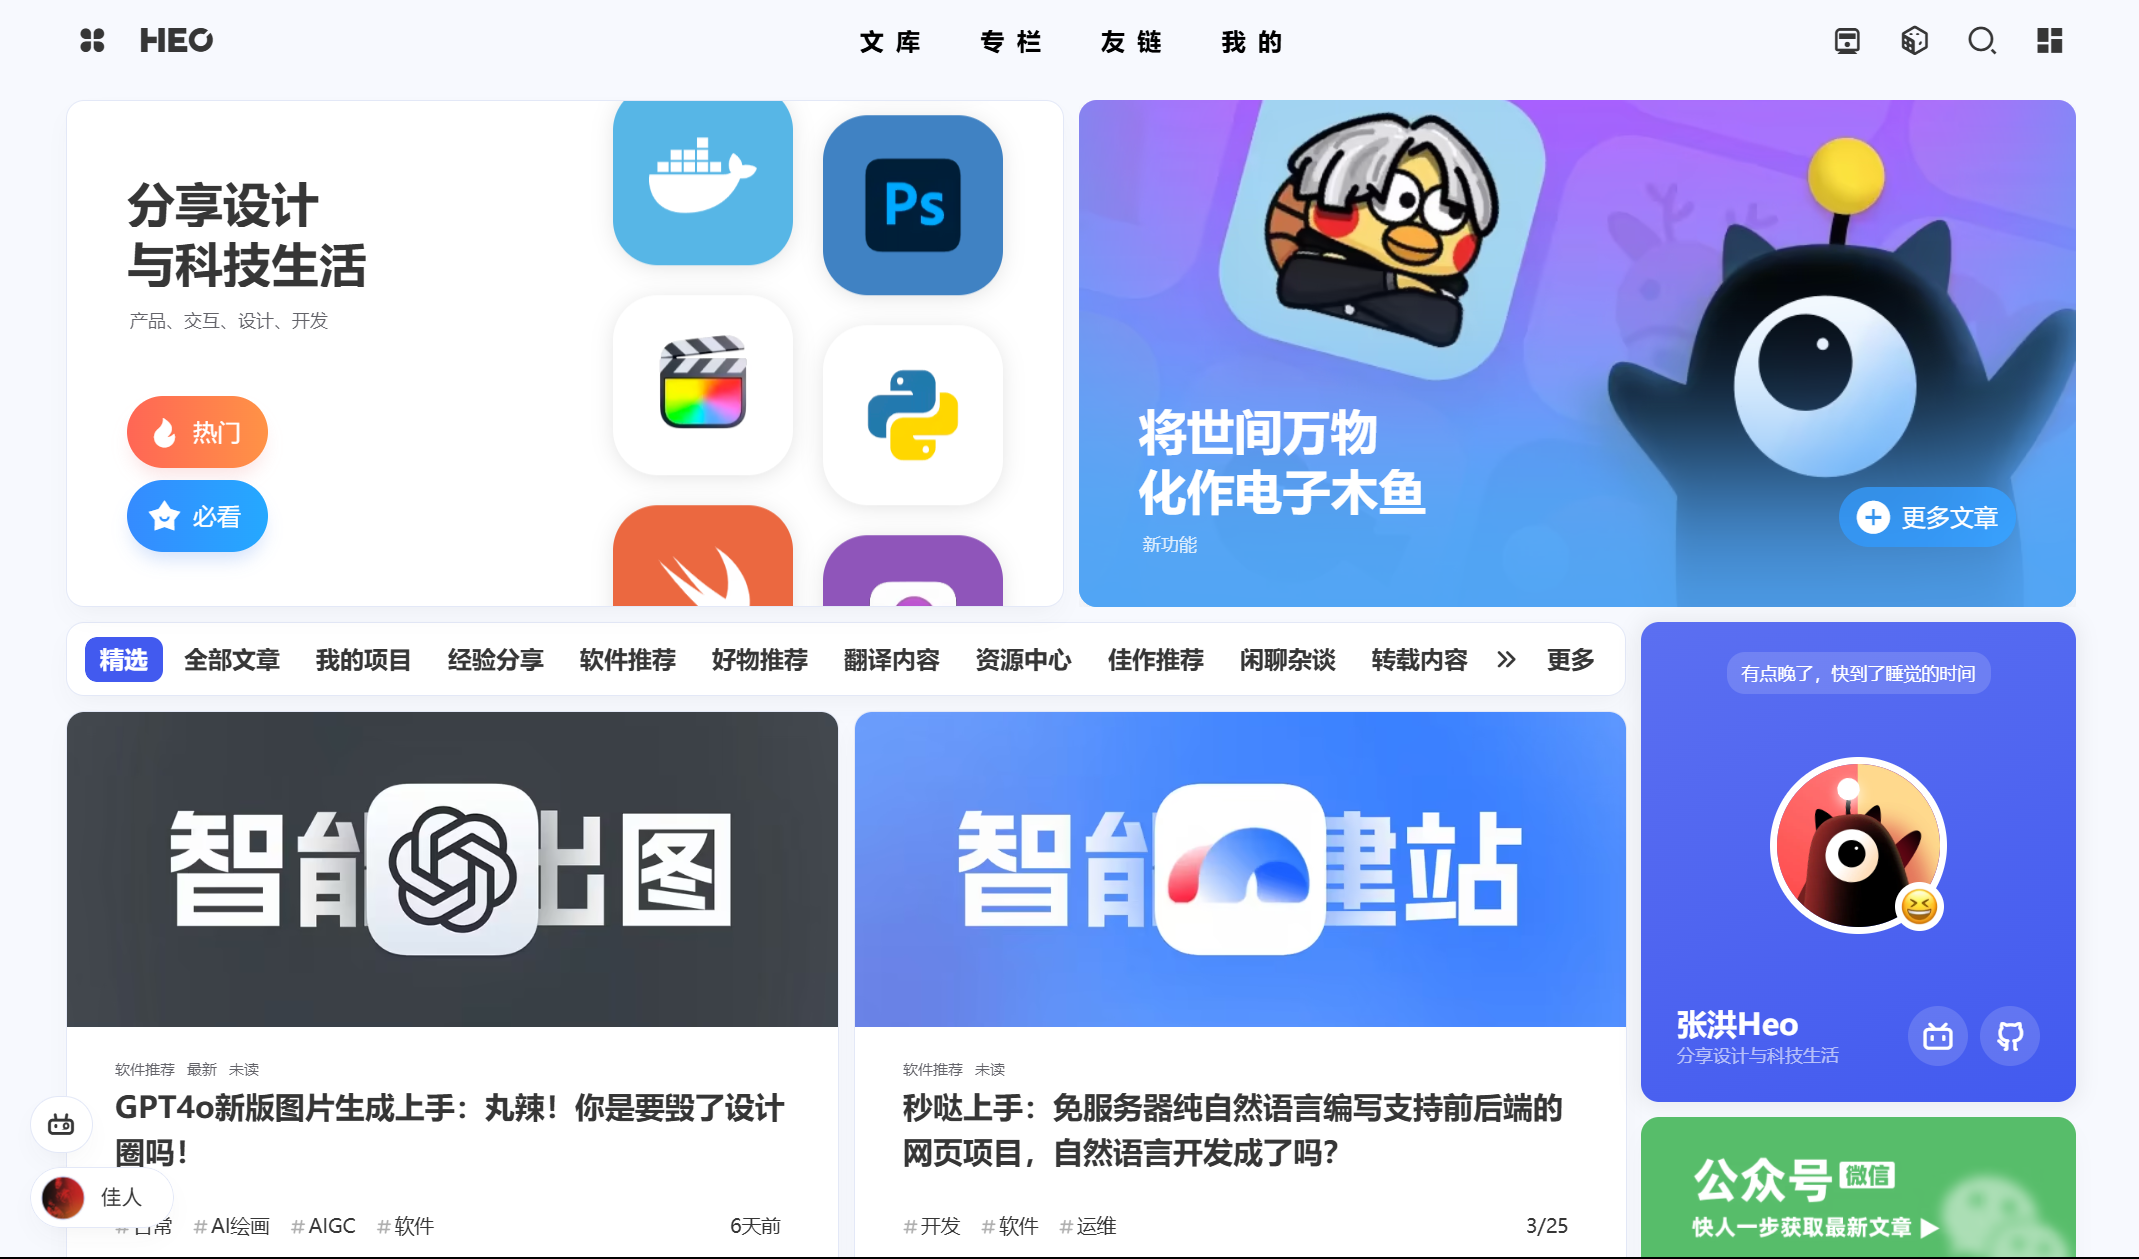 HEO
文库 专栏 友链 我的
分享设计
与科技生活
产品、交互、设计、开发
热门
必看
Ps
将世间万物
化作电子木鱼
新功能
更多文章
精选 全部文章 我的项目 经验分享 软件推荐 好物推荐 翻译内容 资源中心 佳作推荐 闲聊杂谈 转载内容 更多
智能出图
软件推荐 最新 未读
GPT4o新版图片生成上手：丸辣！你是要毁了设计
圈吗！
#日常 #AI绘画 #AIGC #软件 6天前
智能建站
软件推荐 未读
秒哒上手：免服务器纯自然语言编写支持前后端的
网页项目，自然语言开发成了吗？
#开发 #软件 #运维 3/25
有点晚了，快到了睡觉的时间
张洪Heo
分享设计与科技生活
公众号 微信
快人一步获取最新文章
佳人